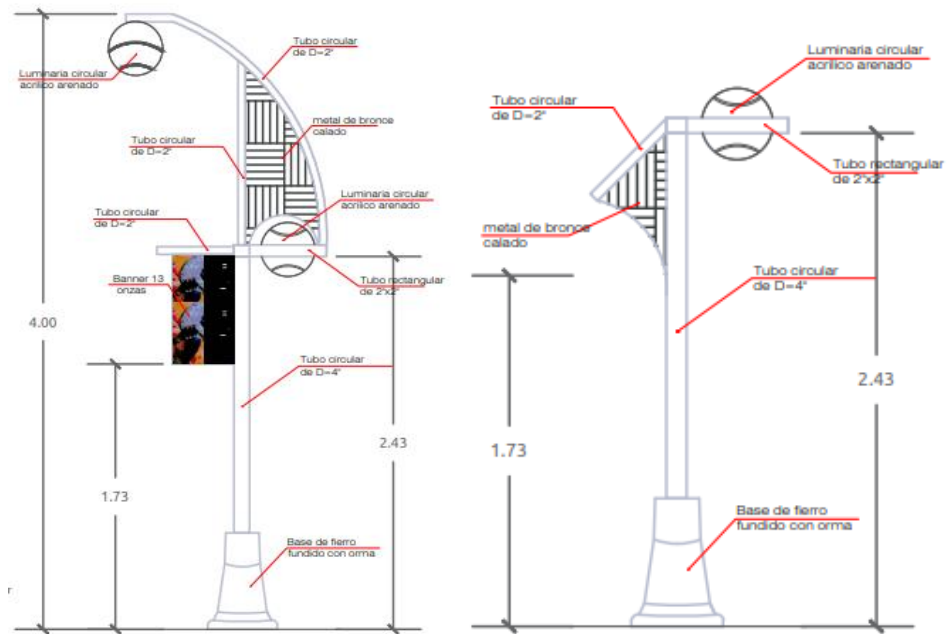 Tubo circular
de D=2"
Luminaria circular
acrílico arenado
metal de bronce
calado
Tubo circular
de D=2"
Luminaria circular
acrílico arenado
Tubo circular
de D=2"
Banner 13
onzas
Tubo rectangular
de 2"x2"
4.00
Tubo circular
de D=4"
2.43
1.73
Base de fierro
fundido con orma
r
Luminaria circular
acrílico arenado
Tubo circular
de D=2"
Tubo rectangular
de 2"x2"
metal de bronce
calado
Tubo circular
de D=4"
2.43
1.73
Base de fierro
fundido con orma